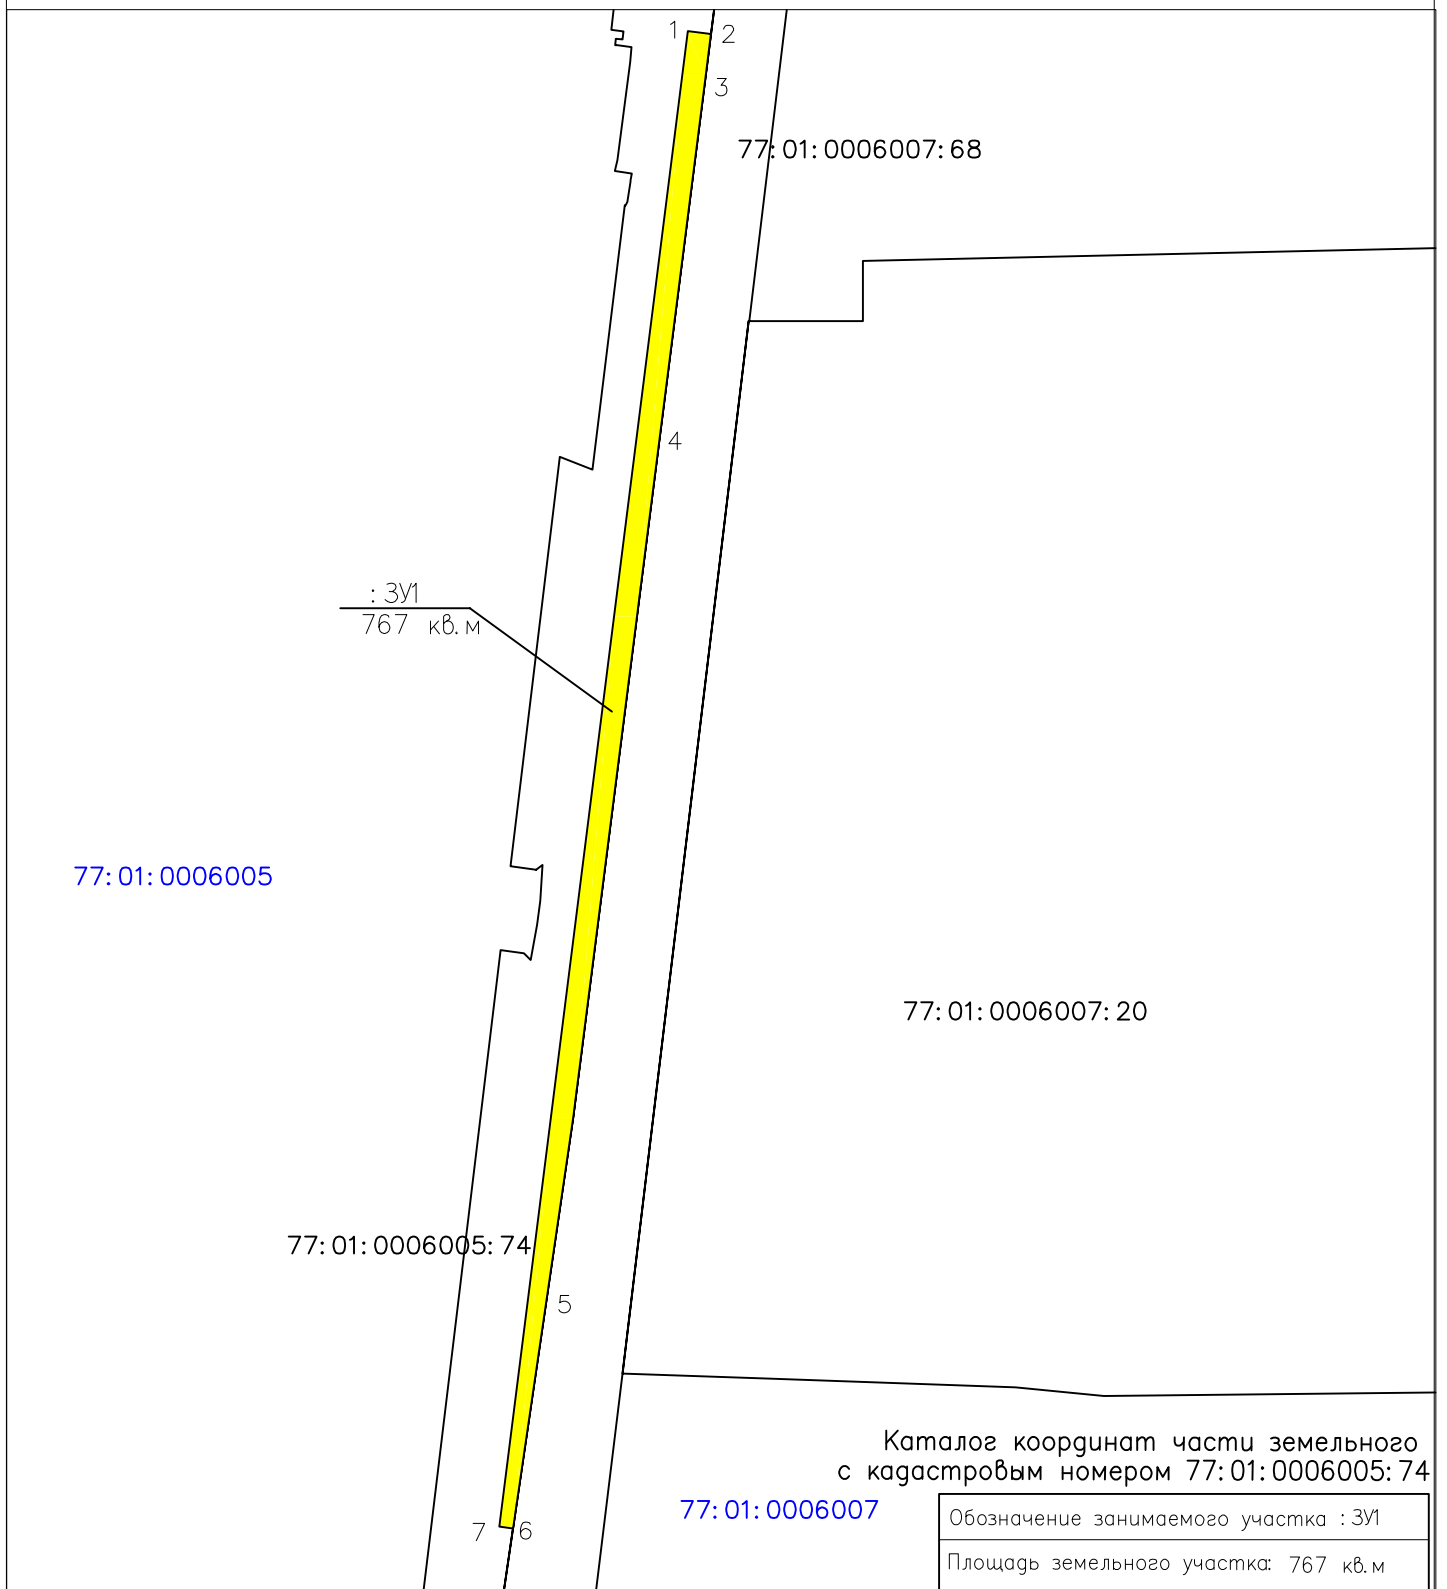 1
2
3
77:01:0006007:68
4
:ЗУ1
767 кв.м
77:01:0006005
77:01:0006007:20
77:01:0006005:74
5
Каталог координат части земельного
с кадастровым номером 77:01:0006005:74
77:01:0006007
Обозначение занимаемого участка :ЗУ1
7
6
Площадь земельного участка: 767 кв.м